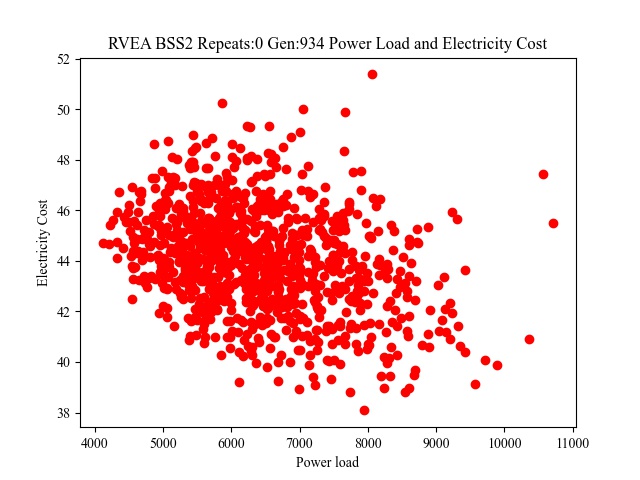 RVEA BSS2 Repeats:0 Gen:934 Power Load and Electricity Cost
52
50
48
46
44
42
40
38
Electricity Cost
4000 5000 6000 7000 8000 9000 10000 11000
Power load